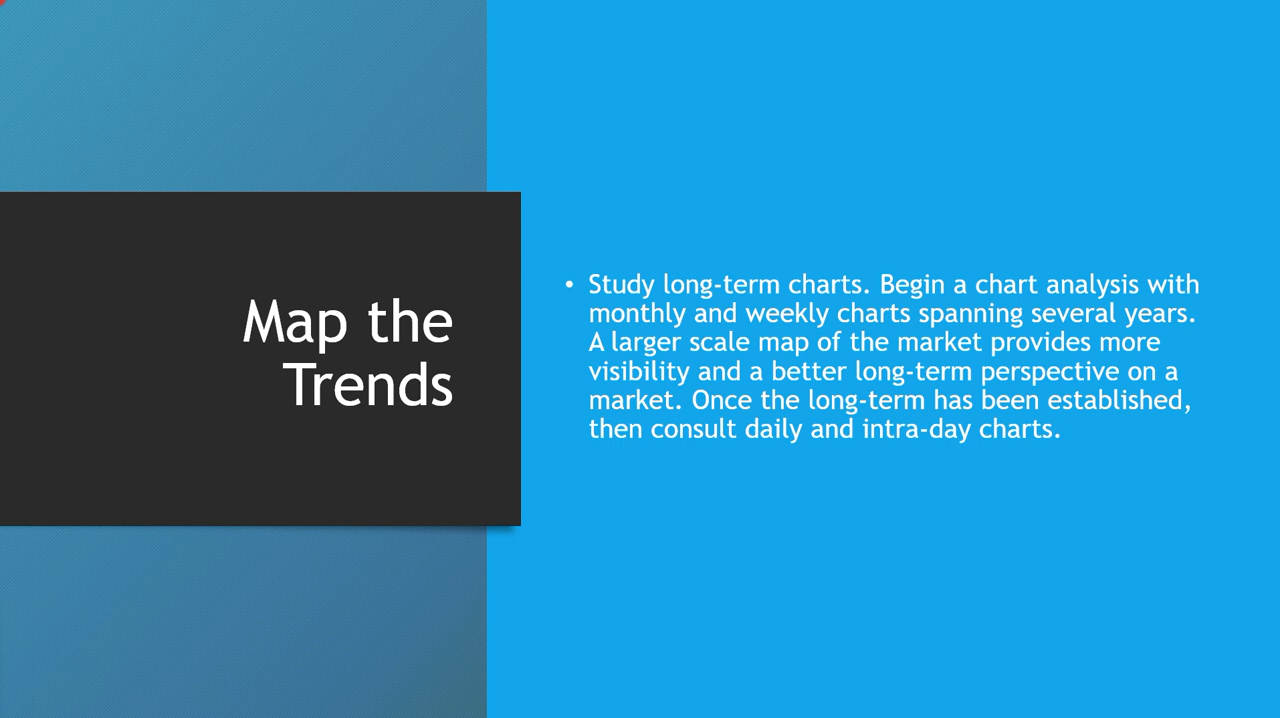 Map the
Trends
• Study long-term charts. Begin a chart analysis with
monthly and weekly charts spanning several years.
A larger scale map of the market provides more
visibility and a better long-term perspective on a
market. Once the long-term has been established,
then consult daily and intra-day charts.